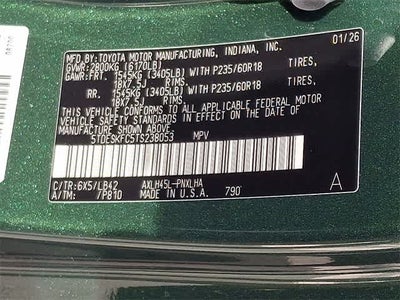 MFD. BY: TOYOTA MOTOR MANUFACTURING, INDIANA, INC. 01/26
GVWR: 2800KG (6170LB)
GAWR: FRT. 1545KG (3405LB) WITH P235/60R18 TIRES,
18X7.5J RIMS
RR. 1545KG (3405LB) WITH P235/60R18 TIRES,
18X7.5J RIMS
THIS VEHICLE CONFORMS TO ALL APPLICABLE FEDERAL MOTOR
VEHICLE SAFETY STANDARDS IN EFFECT ON THE DATE OF
MANUFACTURE SHOWN ABOVE.
5TDESKFC5TS238053 MPV
C/TR: 6X5/LB42 AXLH45L-PNXLHA
A/TM: -/P810 MADE IN U.S.A. 790 A